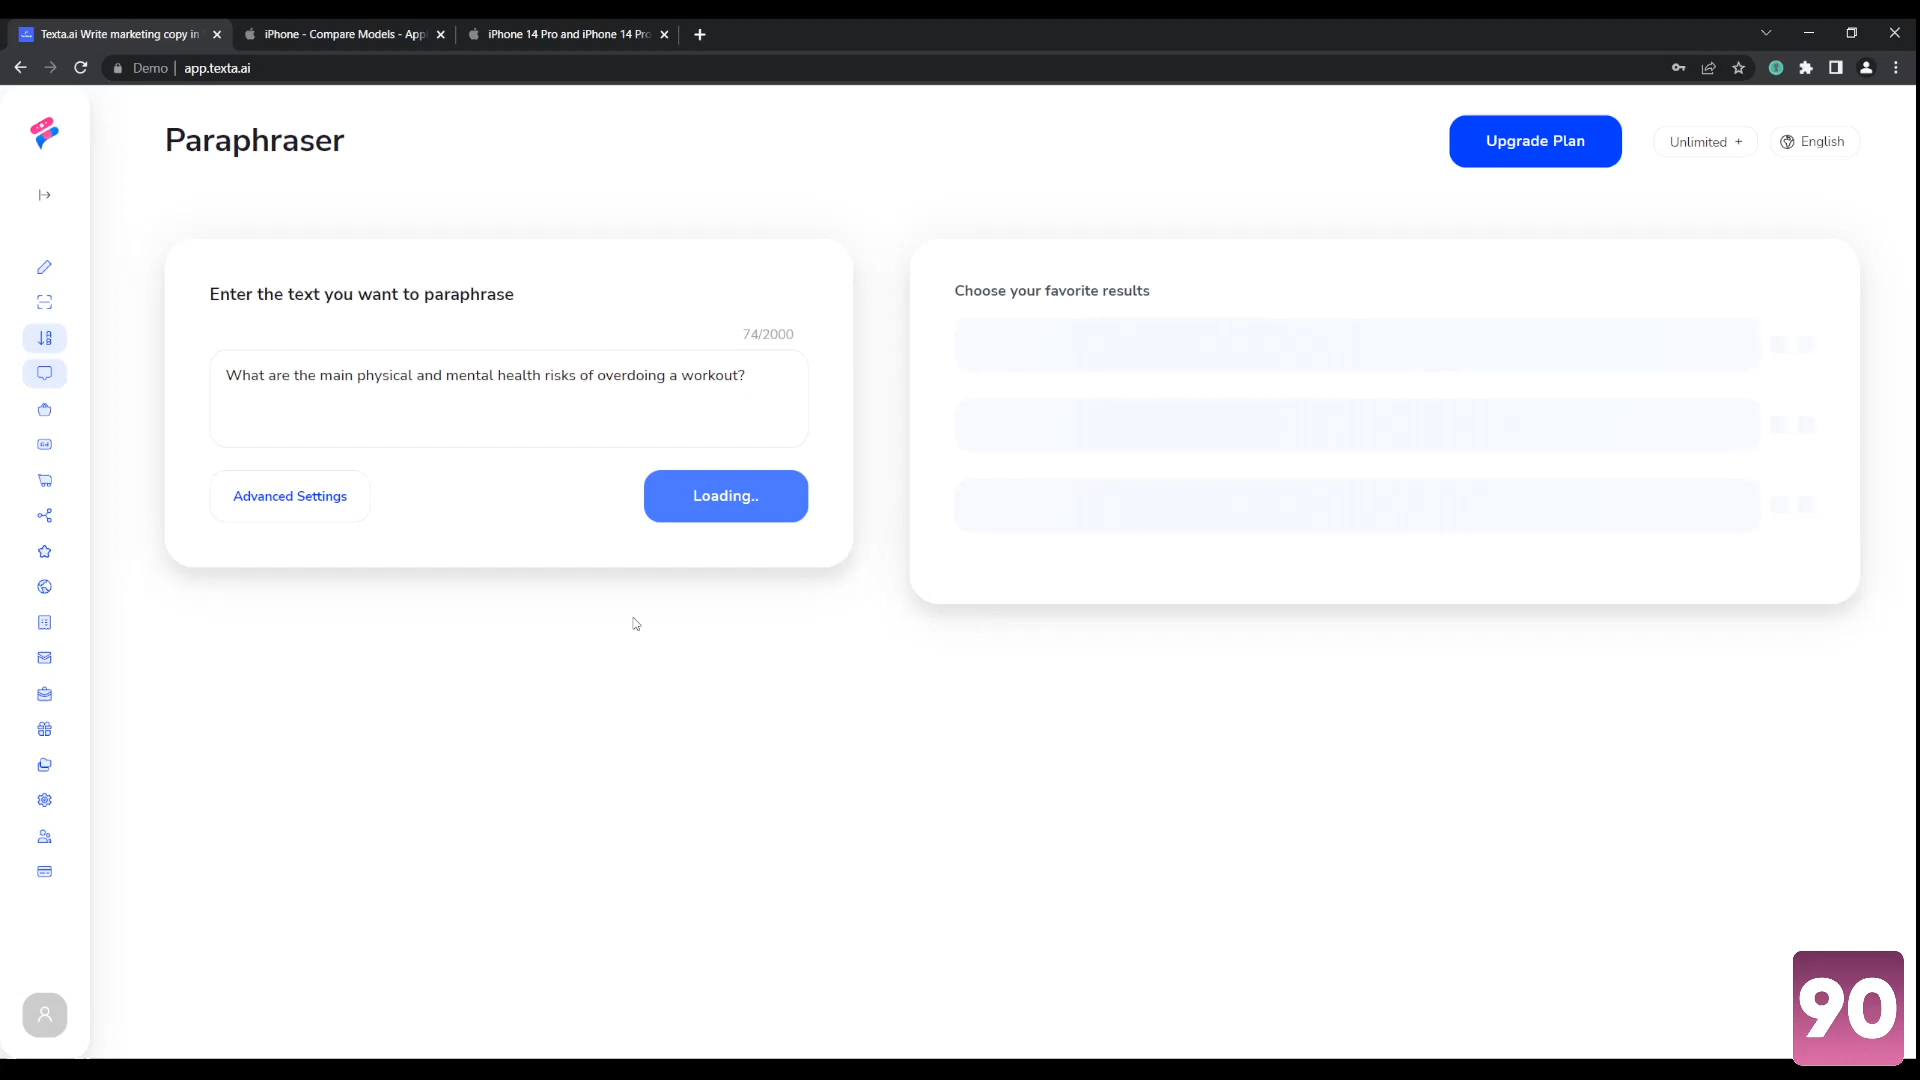 Texta.ai Write marketing copy in
iPhone - Compare Models - App
iPhone 14 Pro and iPhone 14 Pro
Demo
app.texta.ai
Paraphraser
Upgrade Plan
Unlimited +
English
Enter the text you want to paraphrase
74/2000
What are the main physical and mental health risks of overdoing a workout?
Advanced Settings
Loading..
Choose your favorite results
90